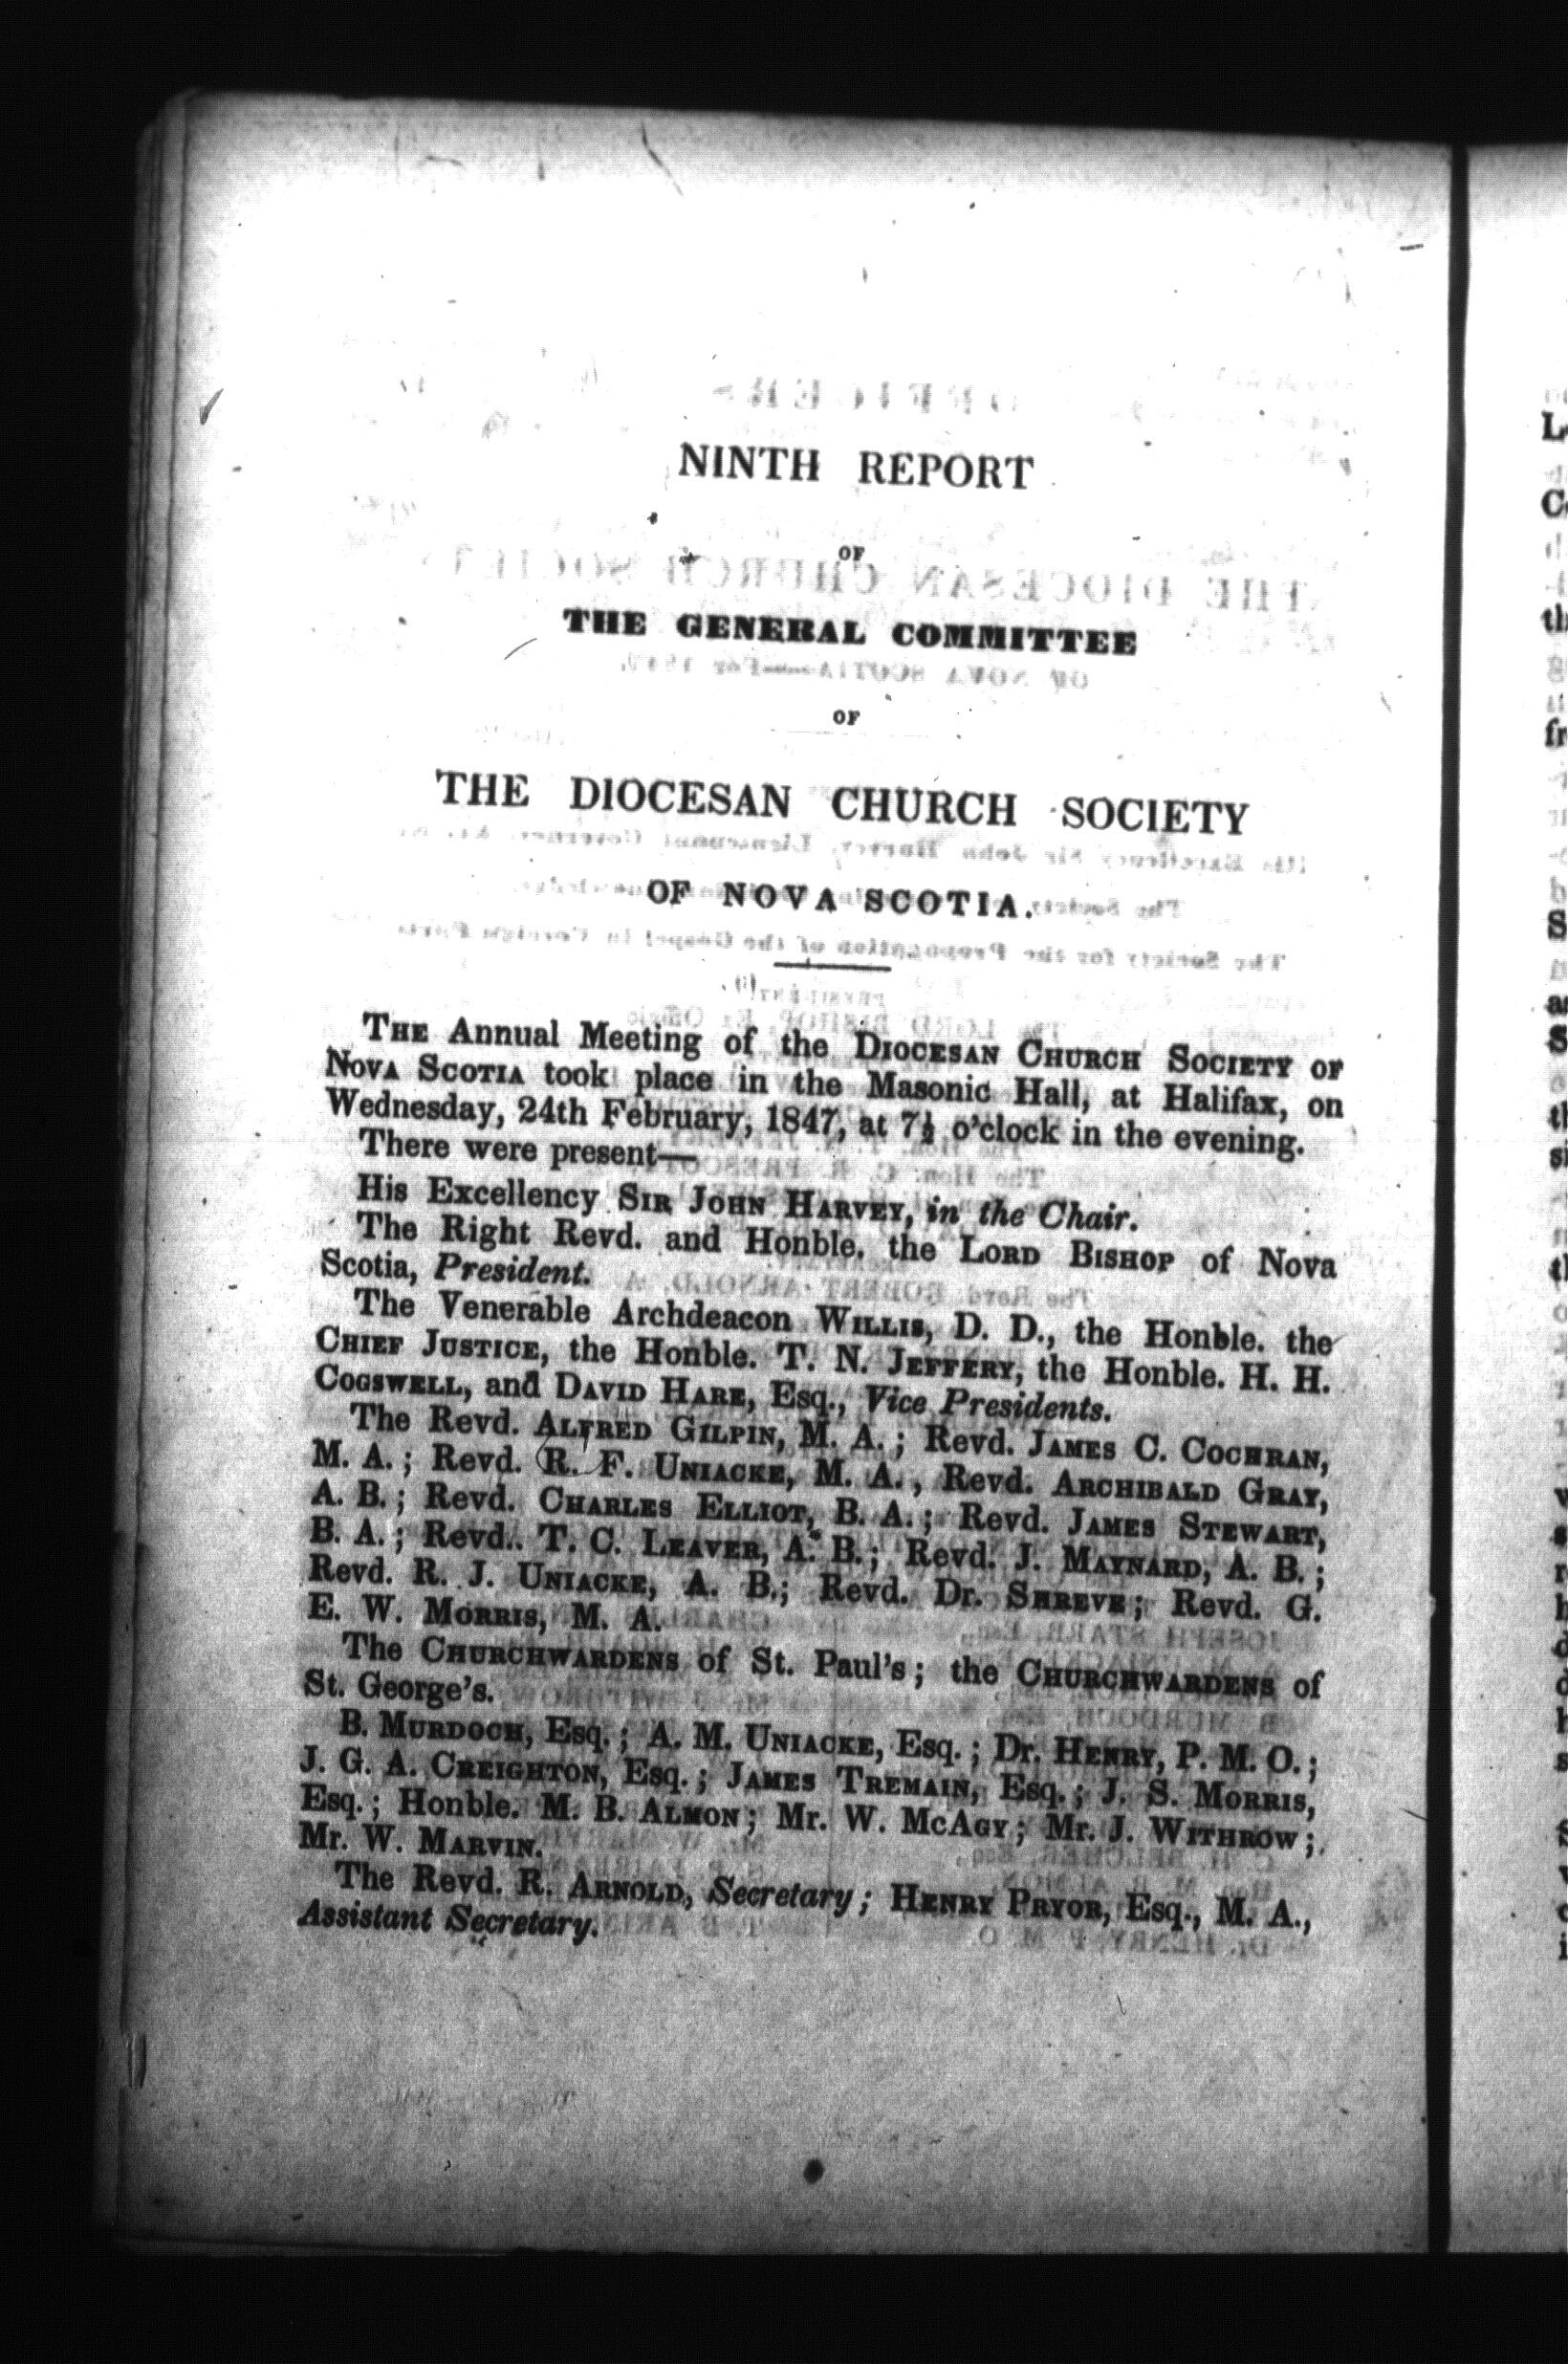 NINTH REPORT
OF
THE GENERAL COMMITTEE
OF
THE DIOCESAN CHURCH SOCIETY
OF NOVA SCOTIA.
THE Annual Meeting of the DIOCESAN CHURCH SOCIETY OF
NOVA SCOTIA took place in the Masonic Hall, at Halifax, on
Wednesday, 24th February, 1847, at 7½ o'clock in the evening.
There were present—
His Excellency SIR JOHN HARVEY, in the Chair.
The Right Revd. and Honble. the LORD BISHOP of Nova
Scotia, President.
The Venerable Archdeacon WILLIS, D. D., the Honble. the
CHIEF JUSTICE, the Honble. T. N. JEFFERY, the Honble. H. H.
COGSWELL, and DAVID HARE, Esq., Vice Presidents.
The Revd. ALFRED GILPIN, M. A.; Revd. JAMES C. COCHRAN,
M. A.; Revd. R. F. UNIACKE, M. A., Revd. ARCHIBALD GRAY,
A. B.; Revd. CHARLES ELLIOT, B. A.; Revd. JAMES STEWART,
B. A.; Revd. T. C. LEAVER, A. B.; Revd. J. MAYNARD, A. B.;
Revd. R. J. UNIACKE, A. B.; Revd. Dr. SHREVE; Revd. G.
E. W. MORRIS, M. A.
The CHURCHWARDENS of St. Paul's; the CHURCHWARDENS of
St. George's.
B. MURDOCH, Esq.; A. M. UNIACKE, Esq.; Dr. HENRY, P. M. O.;
J. G. A. CREIGHTON, Esq.; JAMES TREMAIN, Esq.; J. S. MORRIS,
Esq.; Honble. M. B. ALMON; Mr. W. MCAGY; Mr. J. WITHROW;
Mr. W. MARVIN.
The Revd. R. ARNOLD, Secretary; HENRY PRYOR, Esq., M. A.,
Assistant Secretary.